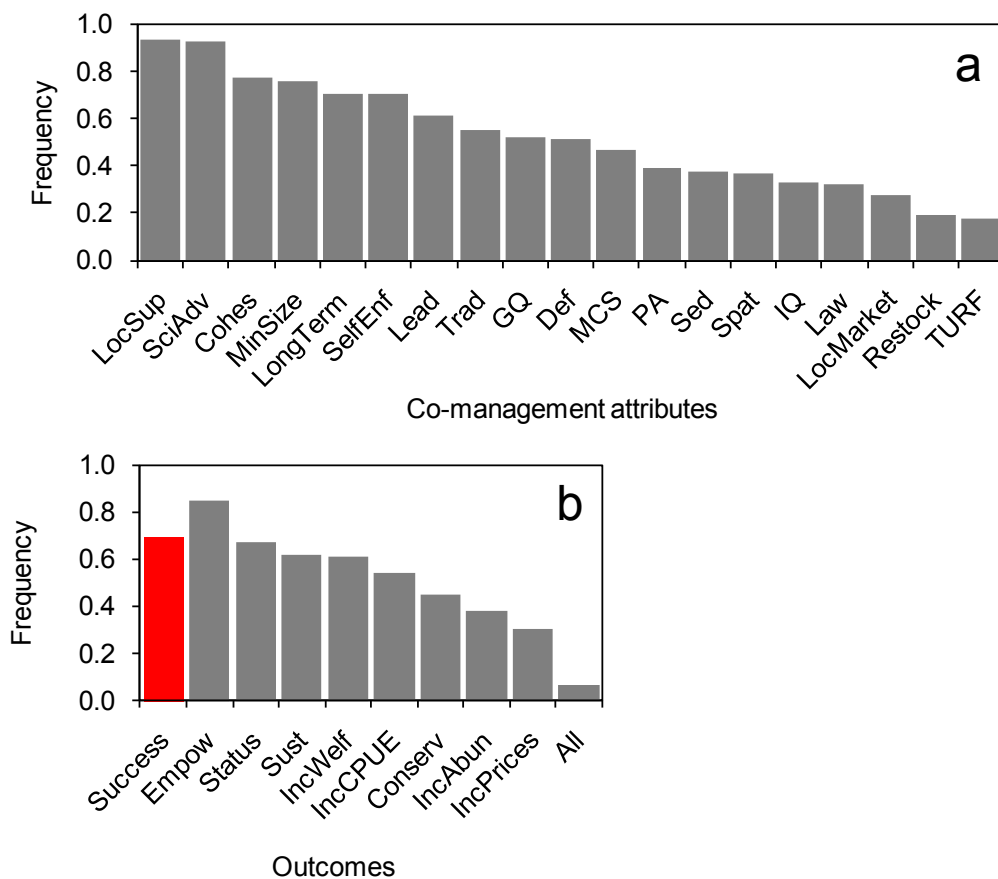 a
Frequency
1.0
0.8
0.6
0.4
0.2
0.0
LocSup
SciAdv
Cohes
MinSize
LongTerm
SelfEnf
Lead
Trad
GQ
Def
MCS
PA
Sed
Spat
IQ
Law
LocMarket
Restock
TURF
Co-management attributes
b
Frequency
1.0
0.8
0.6
0.4
0.2
0.0
Success
Empow
Status
Sust
IncWelf
IncCPUE
Conserv
IncAbun
IncPrices
All
Outcomes